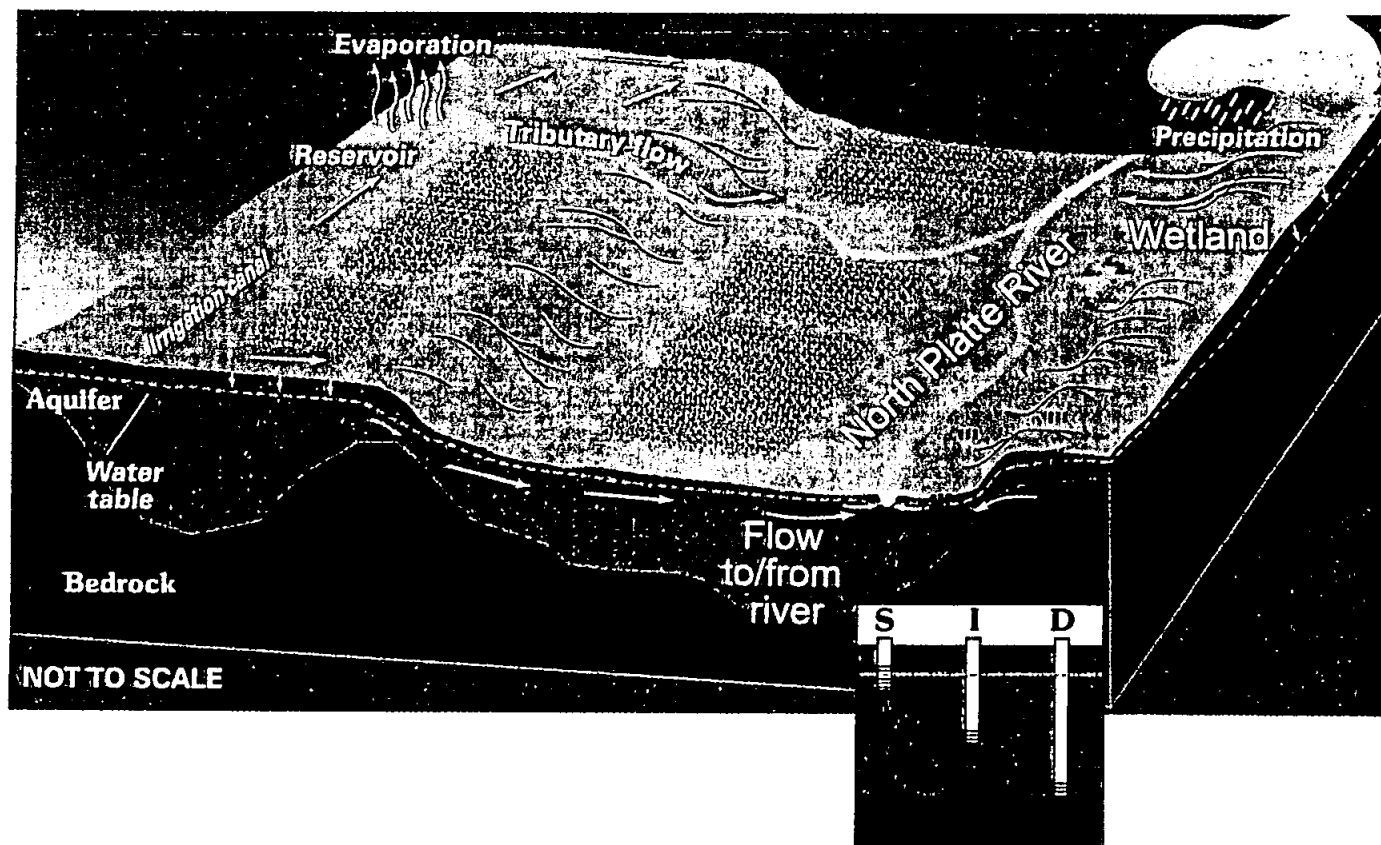 Evaporation
Reservoir
Tributary flow
Precipitation
Wetland
Irrigation canal
North Platte River
Aquifer
Water
table
Flow
to/from
river
Bedrock
S I D
NOT TO SCALE